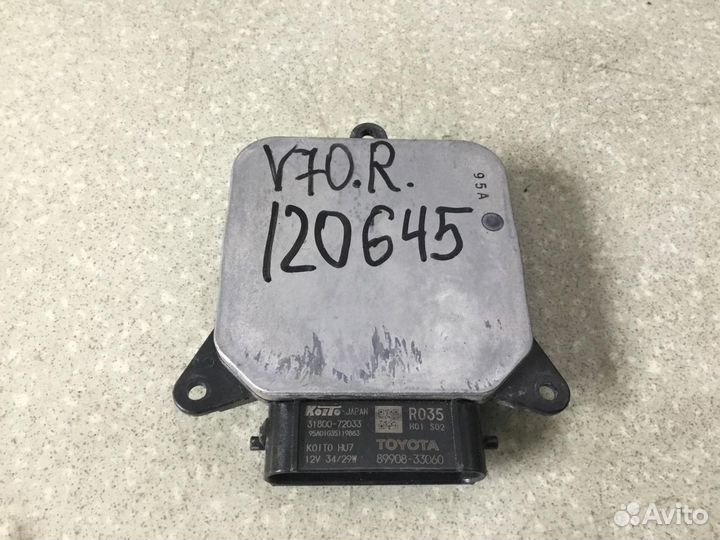 V70.R.
120645
95A
KOITO-JAPAN
31800-72033
95A01G35119883
KOITO HU7
12V 34/29W
R035
H01 S02
TOYOTA
89908-33060
Avito